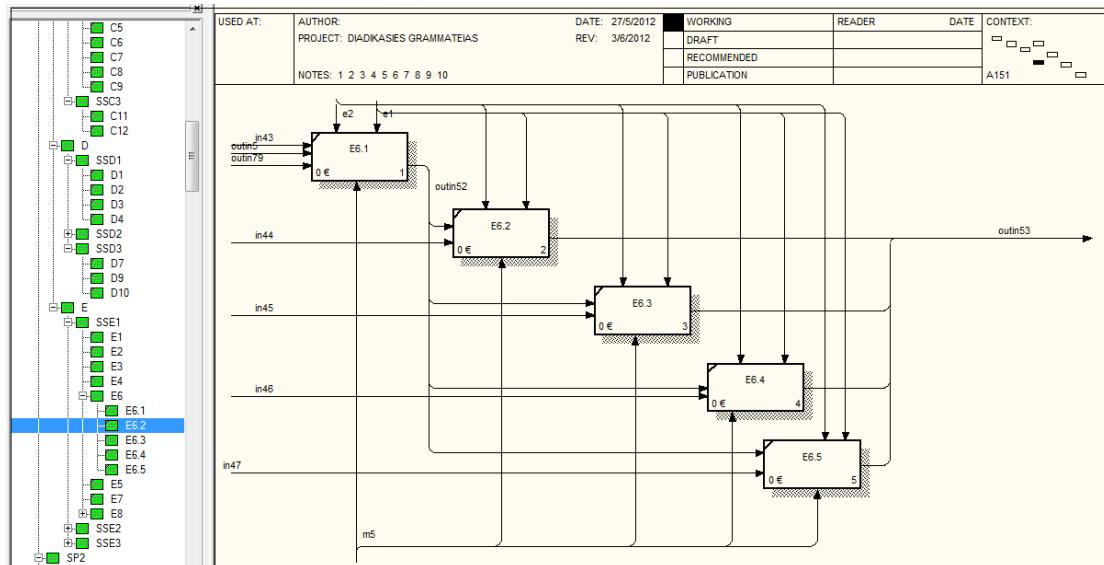 C5
C6
C7
C8
C9
SSC3
C11
C12
D
SSD1
D1
D2
D3
D4
SSD2
SSD3
D7
D9
D10
E
SSE1
E1
E2
E3
E4
E6
E6.1
E6.2
E6.3
E6.4
E6.5
E5
E7
E8
SSE2
SSE3
SP2
USED AT:
AUTHOR:
DATE: 27/5/2012
PROJECT: DIADIKASIES GRAMMATEIAS
REV: 3/6/2012
NOTES: 1 2 3 4 5 6 7 8 9 10
WORKING
DRAFT
RECOMMENDED
PUBLICATION
READER DATE
CONTEXT:
A151
e2
e1
in43
outin5
outin79
E6.1
0 €
1
outin52
in44
E6.2
0 €
2
outin53
in45
E6.3
0 €
3
in46
E6.4
0 €
4
in47
E6.5
0 €
5
m5